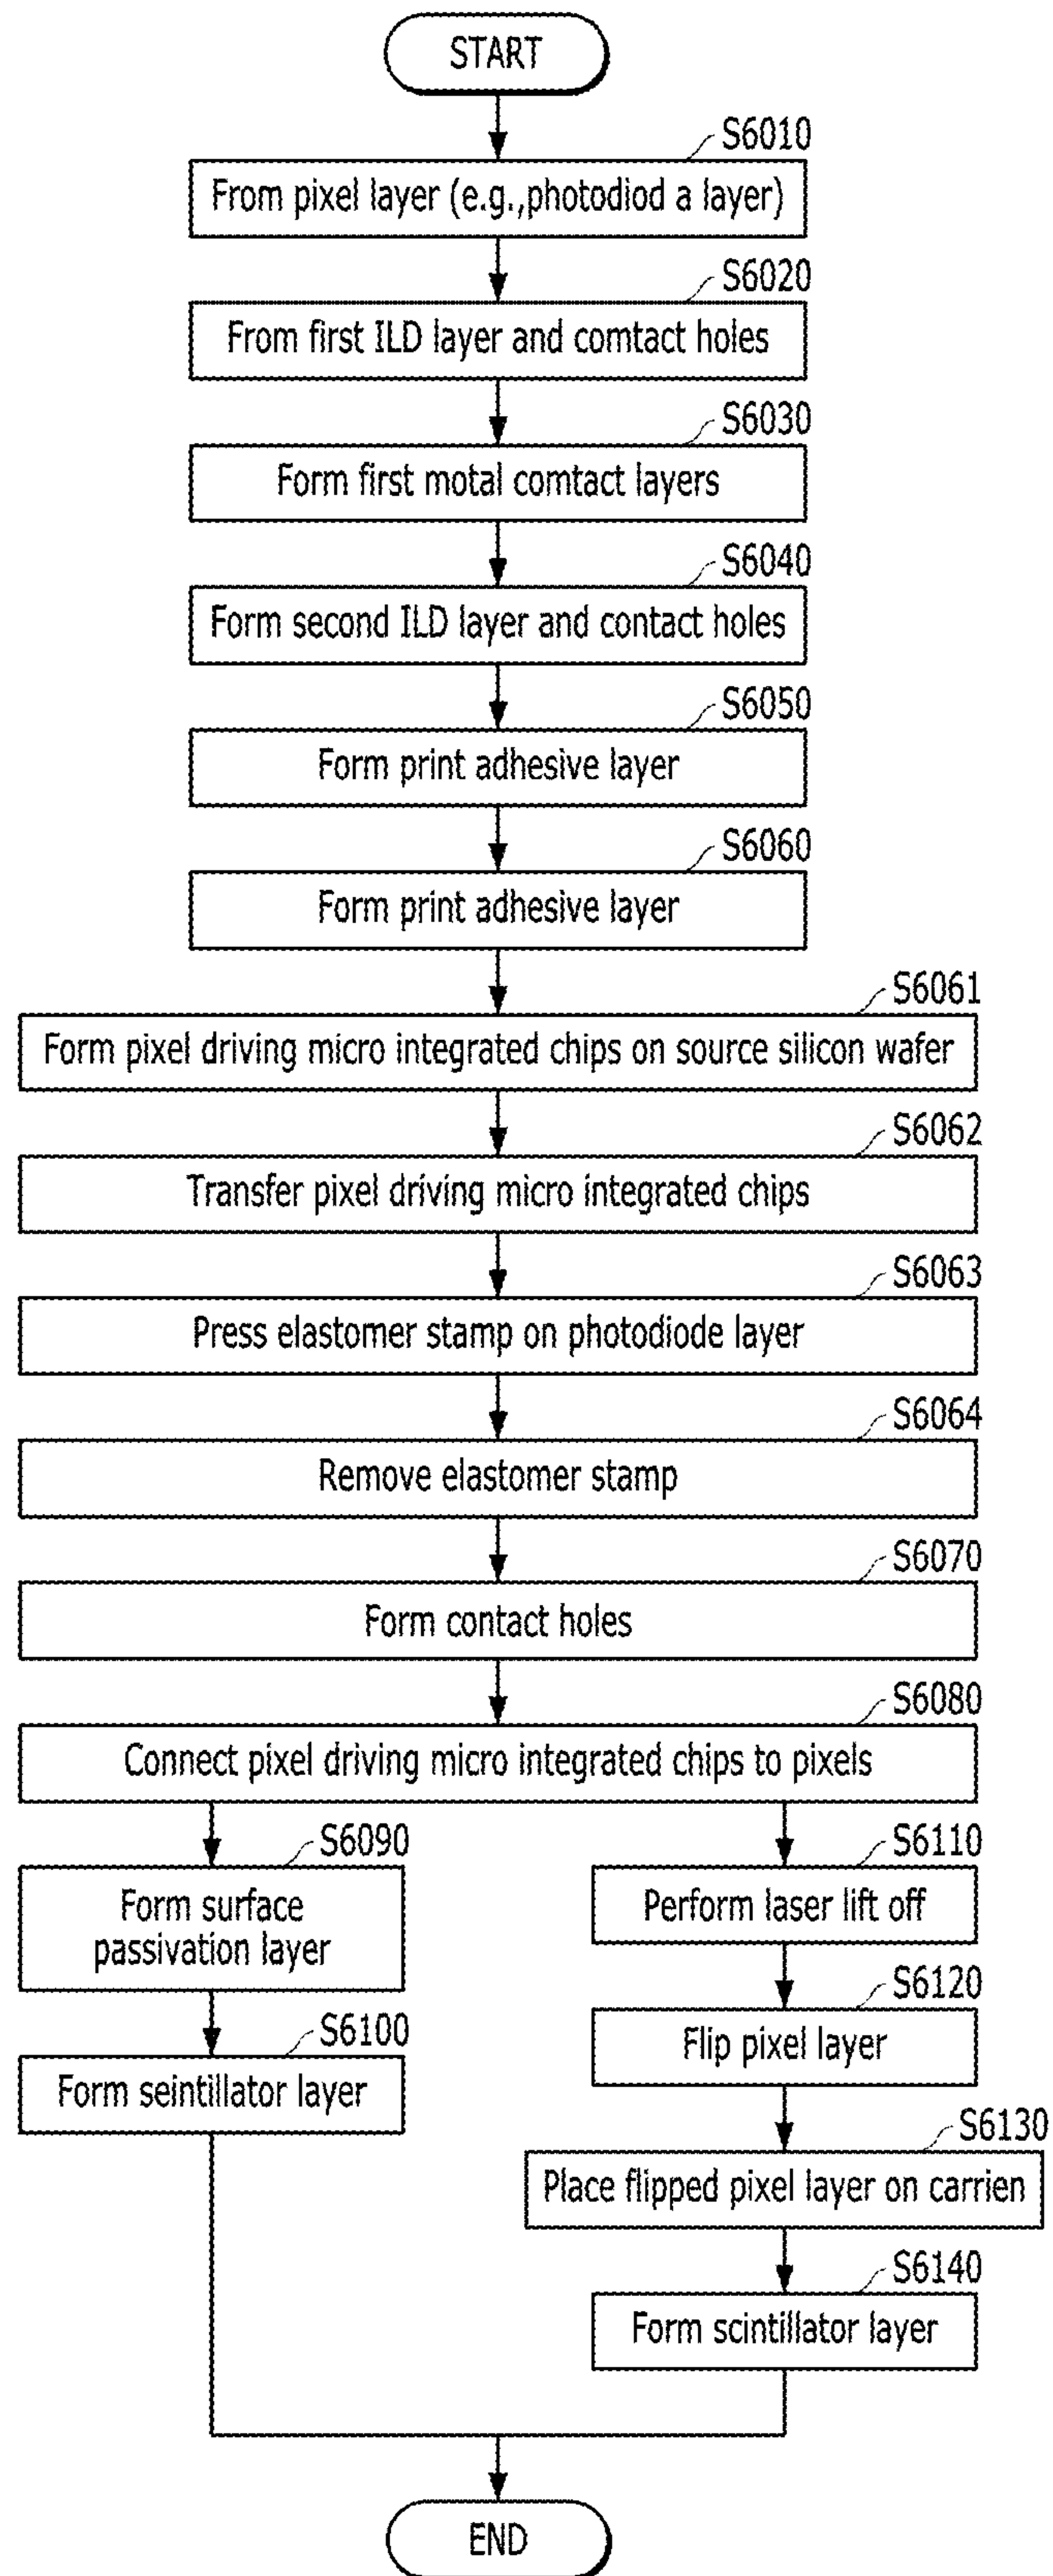 START
S6010
From pixel layer (e.g.,photodiod a layer)
S6020
From first ILD layer and comtact holes
S6030
Form first motal comtact layers
S6040
Form second ILD layer and contact holes
S6050
Form print adhesive layer
S6060
Form print adhesive layer
S6061
Form pixel driving micro integrated chips on source silicon wafer
S6062
Transfer pixel driving micro integrated chips
S6063
Press elastomer stamp on photodiode layer
S6064
Remove elastomer stamp
S6070
Form contact holes
S6080
Connect pixel driving micro integrated chips to pixels
S6090
Form surface
passivation layer
S6100
Form seintillator layer
S6110
Perform laser lift off
S6120
Flip pixel layer
S6130
Place flipped pixel layer on carrien
S6140
Form scintillator layer
END